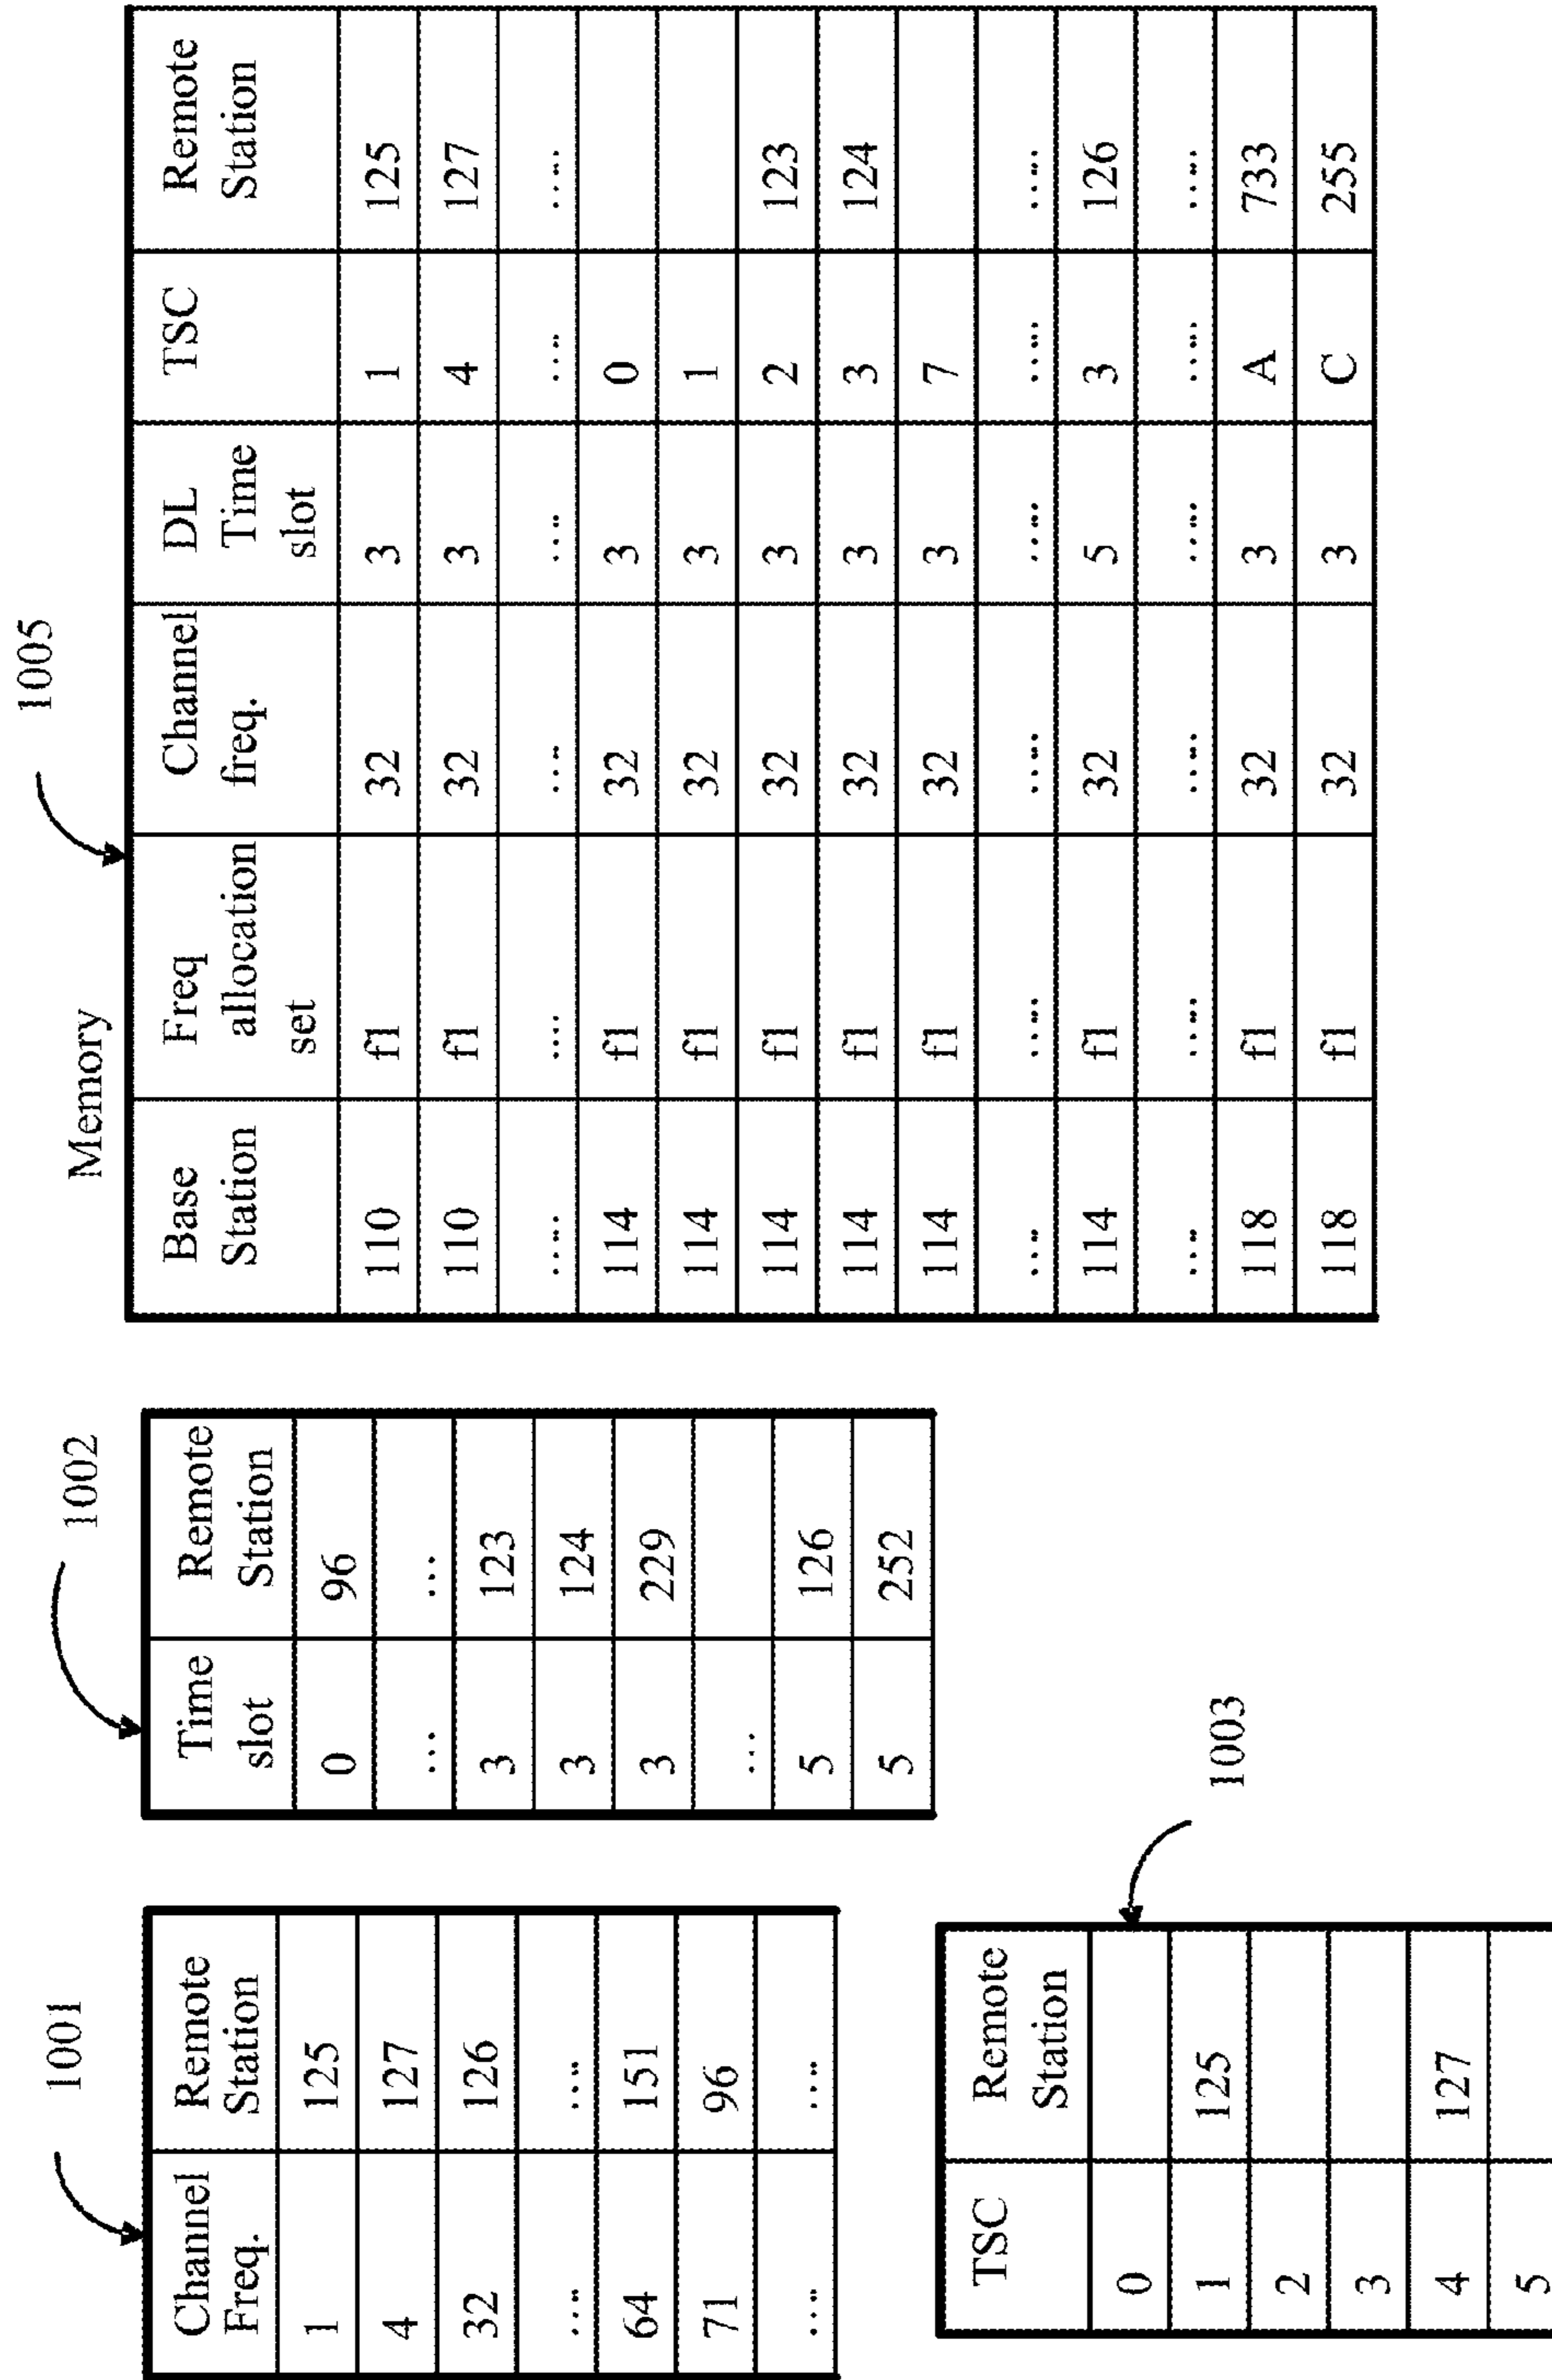 1001
Channel Freq. Remote Station
1 125
4 127
32 126
.... ....
64 151
71 96
.... ....
1002
Time slot Remote Station
0 96
... ...
3 123
3 124
3 229
...
5 126
5 252
1003
TSC Remote Station
0
1 125
2
3
4 127
5
Memory
1005
Base Station Freq allocation set Channel freq. DL Time slot TSC Remote Station
110 f1 32 3 1 125
110 f1 32 3 4 127
..... .... .... .... .... .....
114 f1 32 3 0
114 f1 32 3 1
114 f1 32 3 2 123
114 f1 32 3 3 124
114 f1 32 3 7
.... ..... ..... ..... ..... .....
114 f1 32 5 3 126
.... ..... ..... ..... ..... .....
118 f1 32 3 A 733
118 f1 32 3 C 255